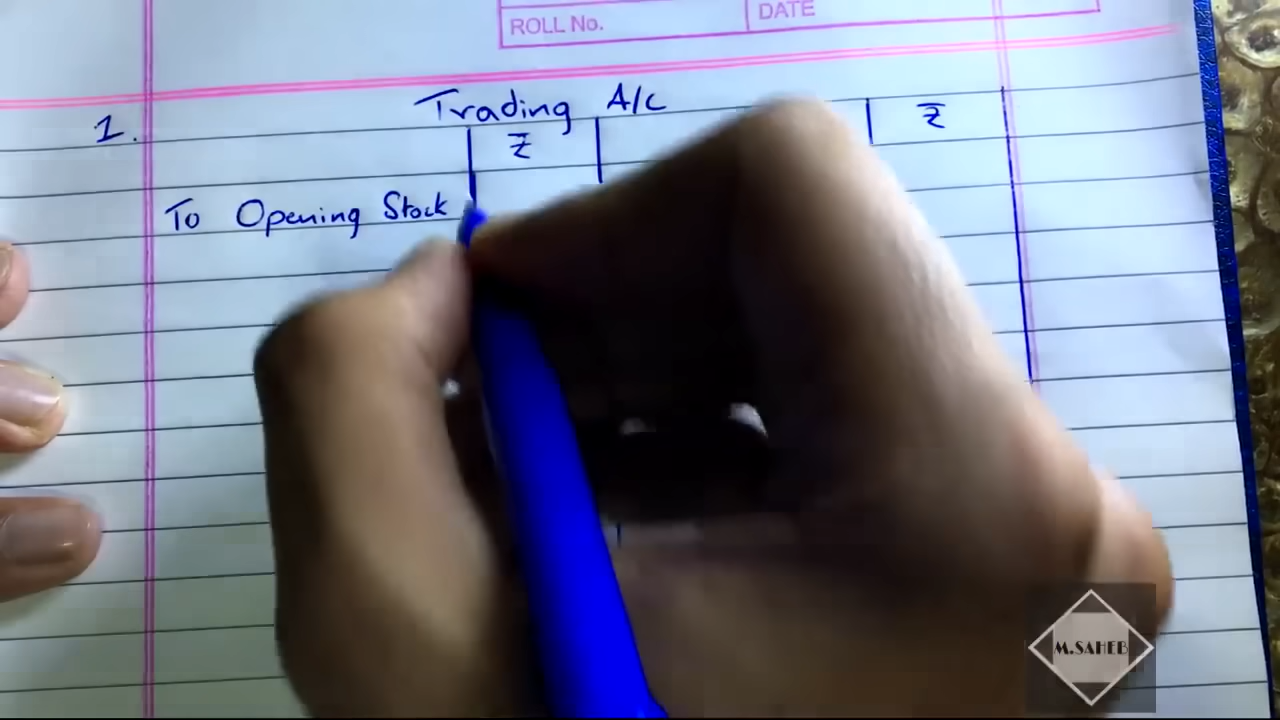 ROLL No. DATE
1. Trading A/C
₹ ₹
To Opening Stock
M.SAHEB